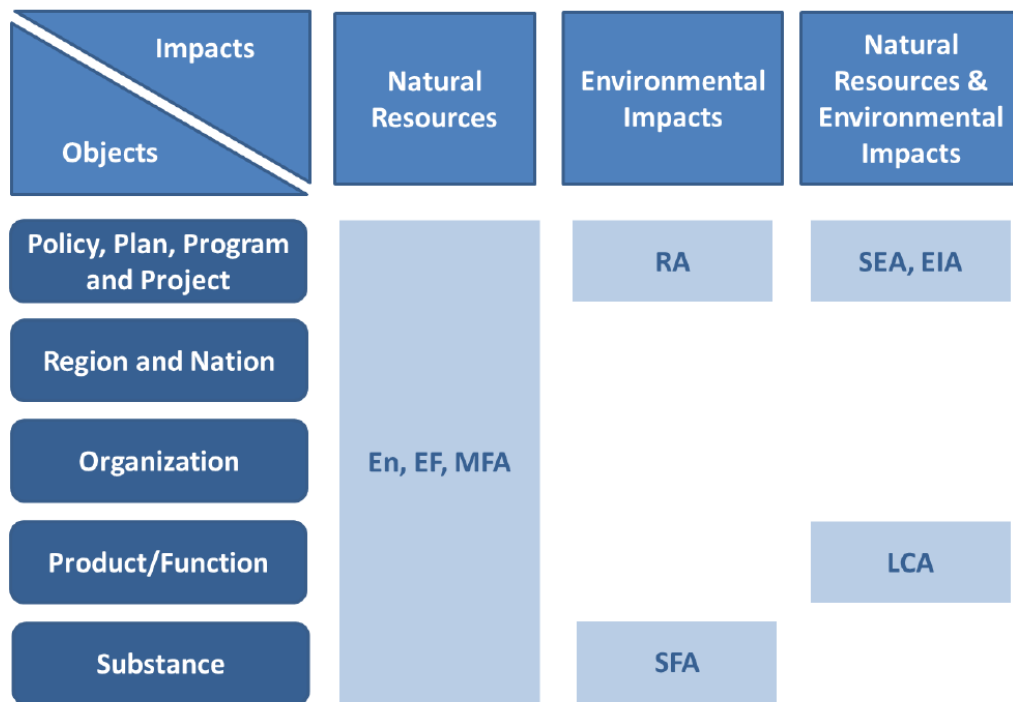 Impacts
Objects
Natural
Resources
Environmental
Impacts
Natural
Resources &
Environmental
Impacts
Policy, Plan, Program
and Project
RA
SEA, EIA
Region and Nation
Organization
En, EF, MFA
Product/Function
LCA
Substance
SFA